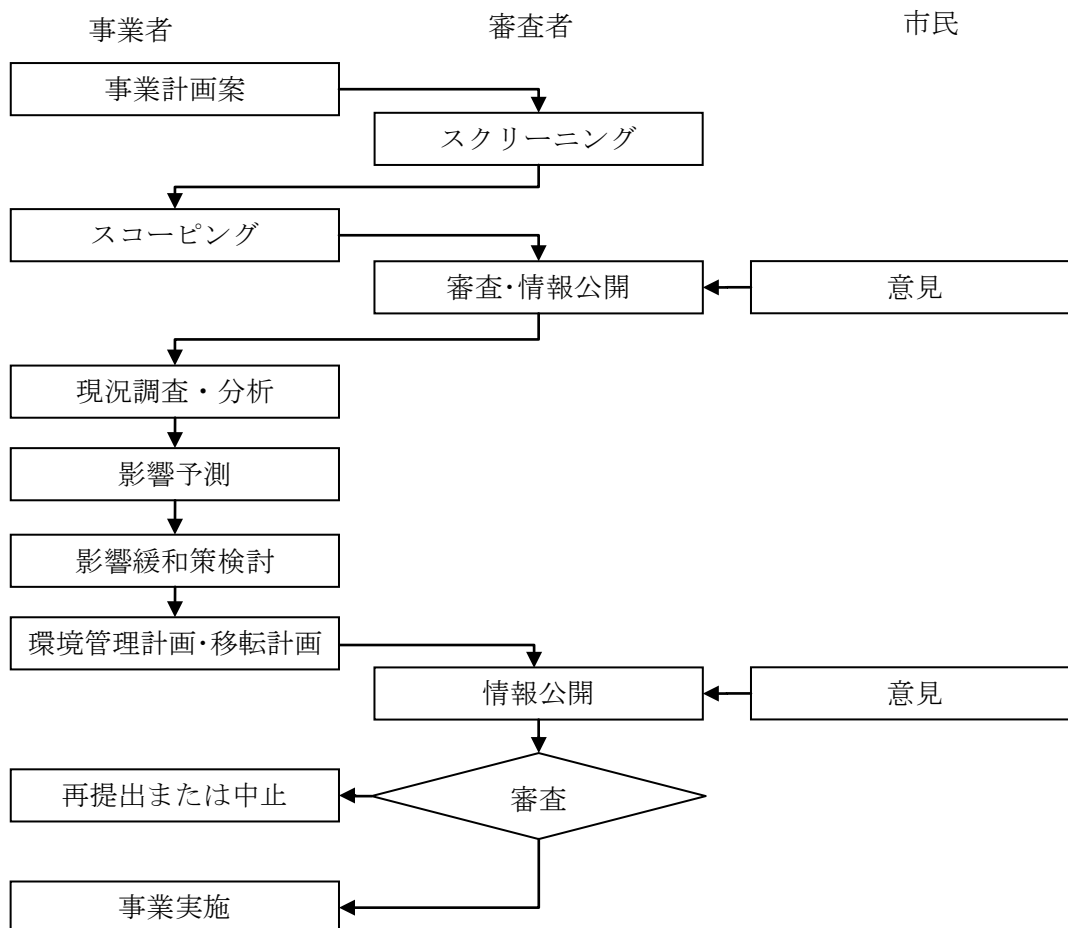 事業者
審査者
市民
事業計画案
スクリーニング
スコーピング
審査･情報公開
意見
現況調査・分析
影響予測
影響緩和策検討
環境管理計画･移転計画
情報公開
意見
再提出または中止
審査
事業実施